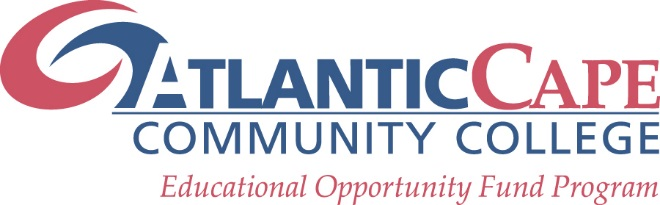 ATLANTICCAPE
COMMUNITY COLLEGE
Educational Opportunity Fund Program